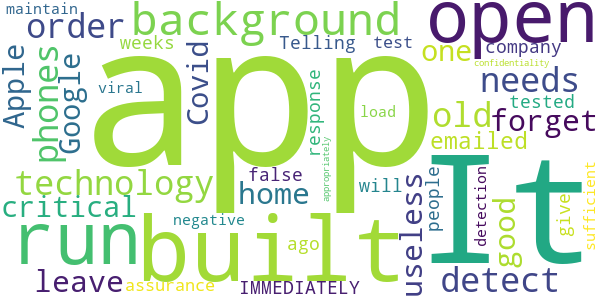 maintain
order
background
open
weeks
Telling
test
one
company
confidentiality
Apple
phones
Google
Covid
app
needs
viral
response
load
old
tested
forget
emailed
technology
false
home
appropriately
will
critical
negative
It
people
detection
good
give
sufficient
run
built
ago
useless
leave
assurance
IMMEDIATELY
detect